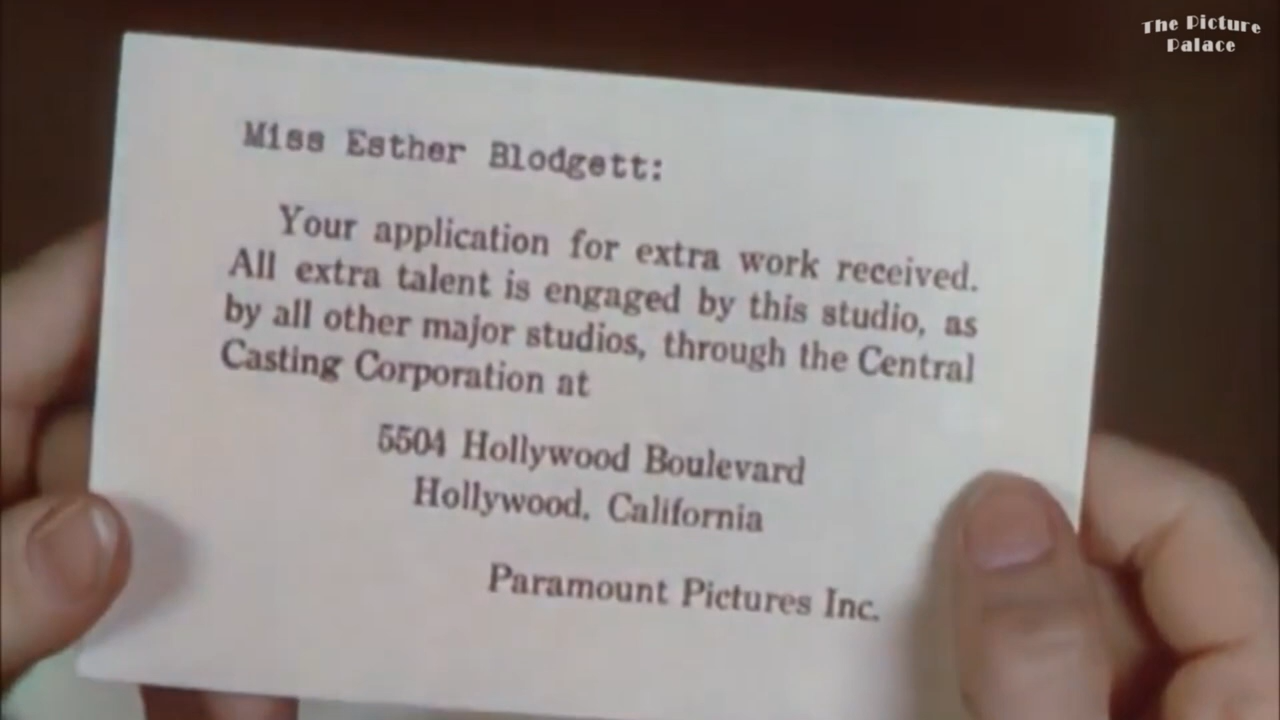 The Picture
Palace
Miss Esther Blodgett:
Your application for extra work received.
All extra talent is engaged by this studio, as
by all other major studios, through the Central
Casting Corporation at
5504 Hollywood Boulevard
Hollywood, California
Paramount Pictures Inc.